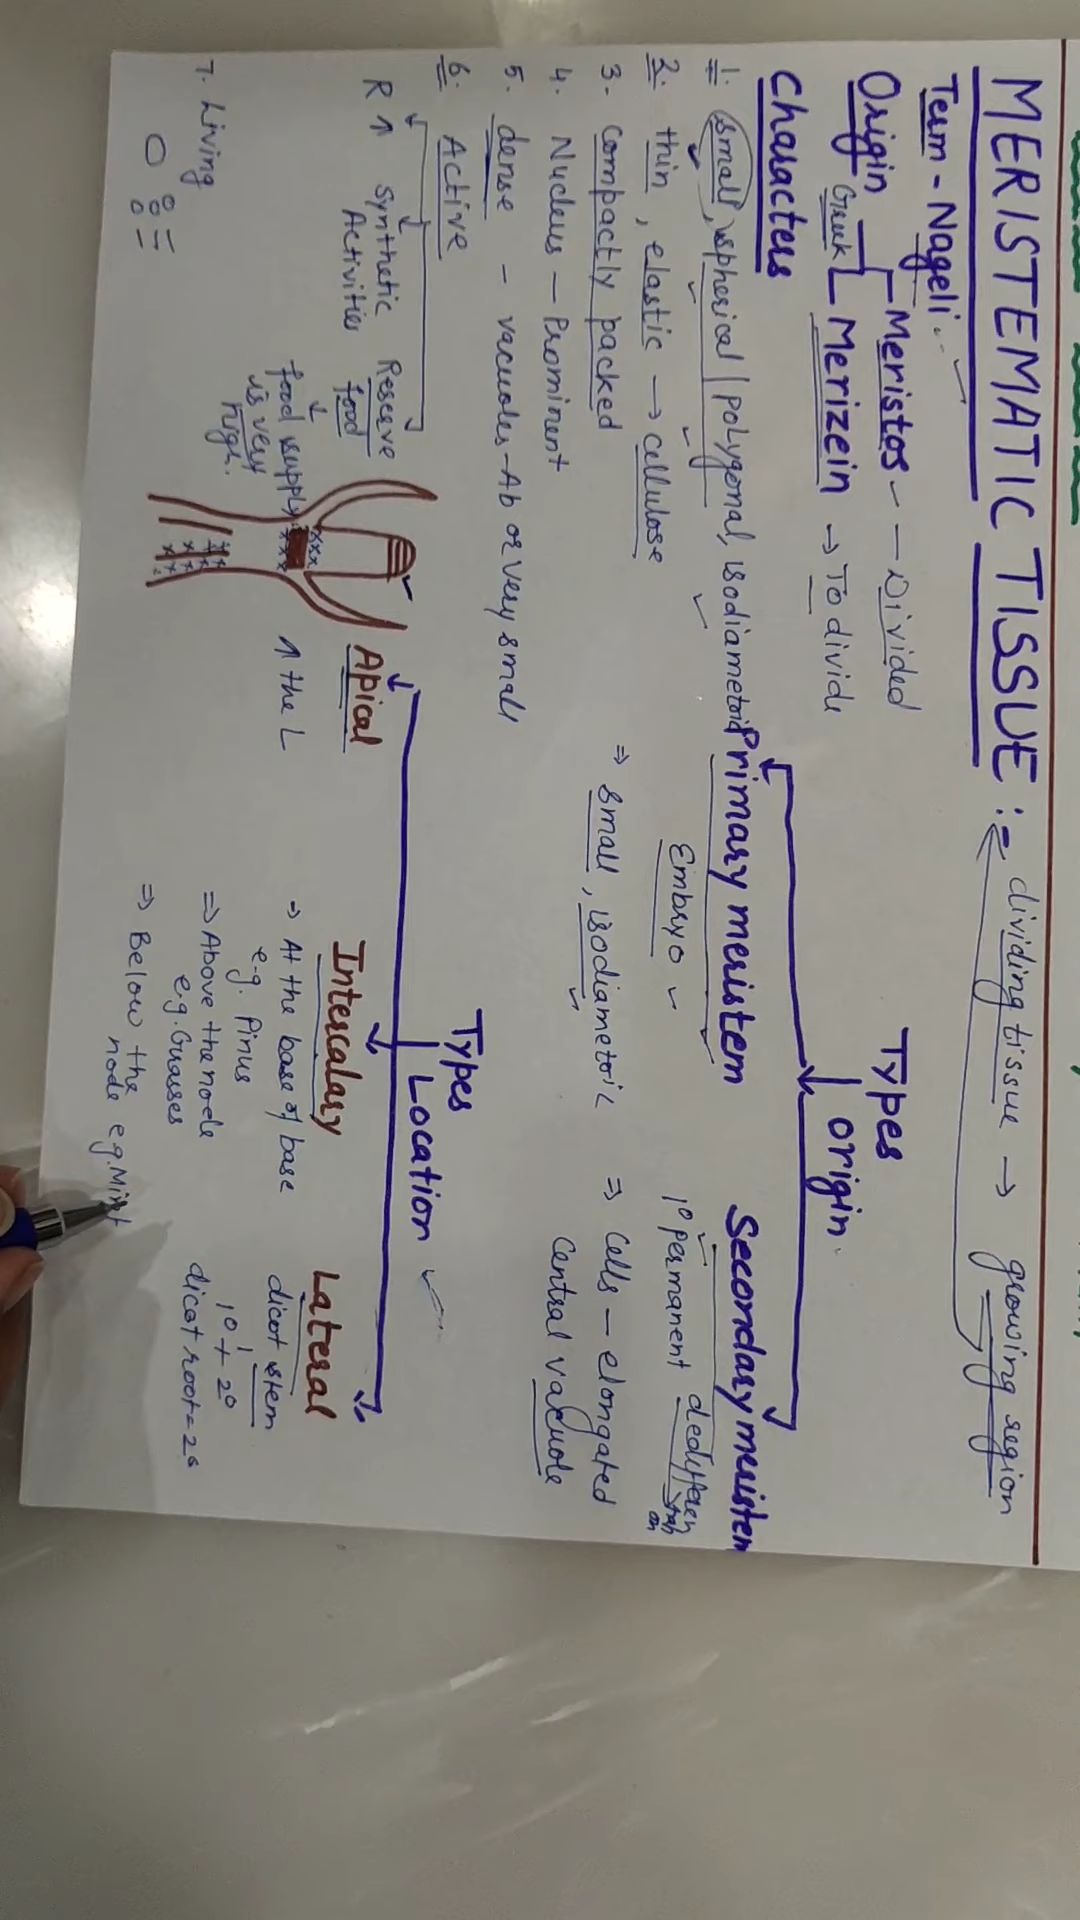 MERISTEMATIC TISSUE :- dividing tissue → growing region
Term - Nageli
Origin Meristos - Divided
Greek Merizein → To divide
Characters
1. small, spherical | polygonal, isodiametric
2. thin, elastic → cellulose
3. compactly packed
4. Nucleus - Prominent
5. dense - vacuoles - Ab or very small
6. Active
R ↑ Synthetic Activities Reserve food
↓
food supply
is very
high.
7. Living
Types
origin
Primary meristem
Embryo
⇒ small, isodiametric
Secondary meristem
1° permanent dedifferen
⇒ Cells - elongated
Central vacuole
Types
Location
Apical
↑ the L
Intercalary
⇒ At the base of base
e.g. Pinus
⇒ Above the node
e.g. Grasses
⇒ Below the
node e.g. Mint
Lateral
dicot stem
1° + 2°
dicot root = 2°